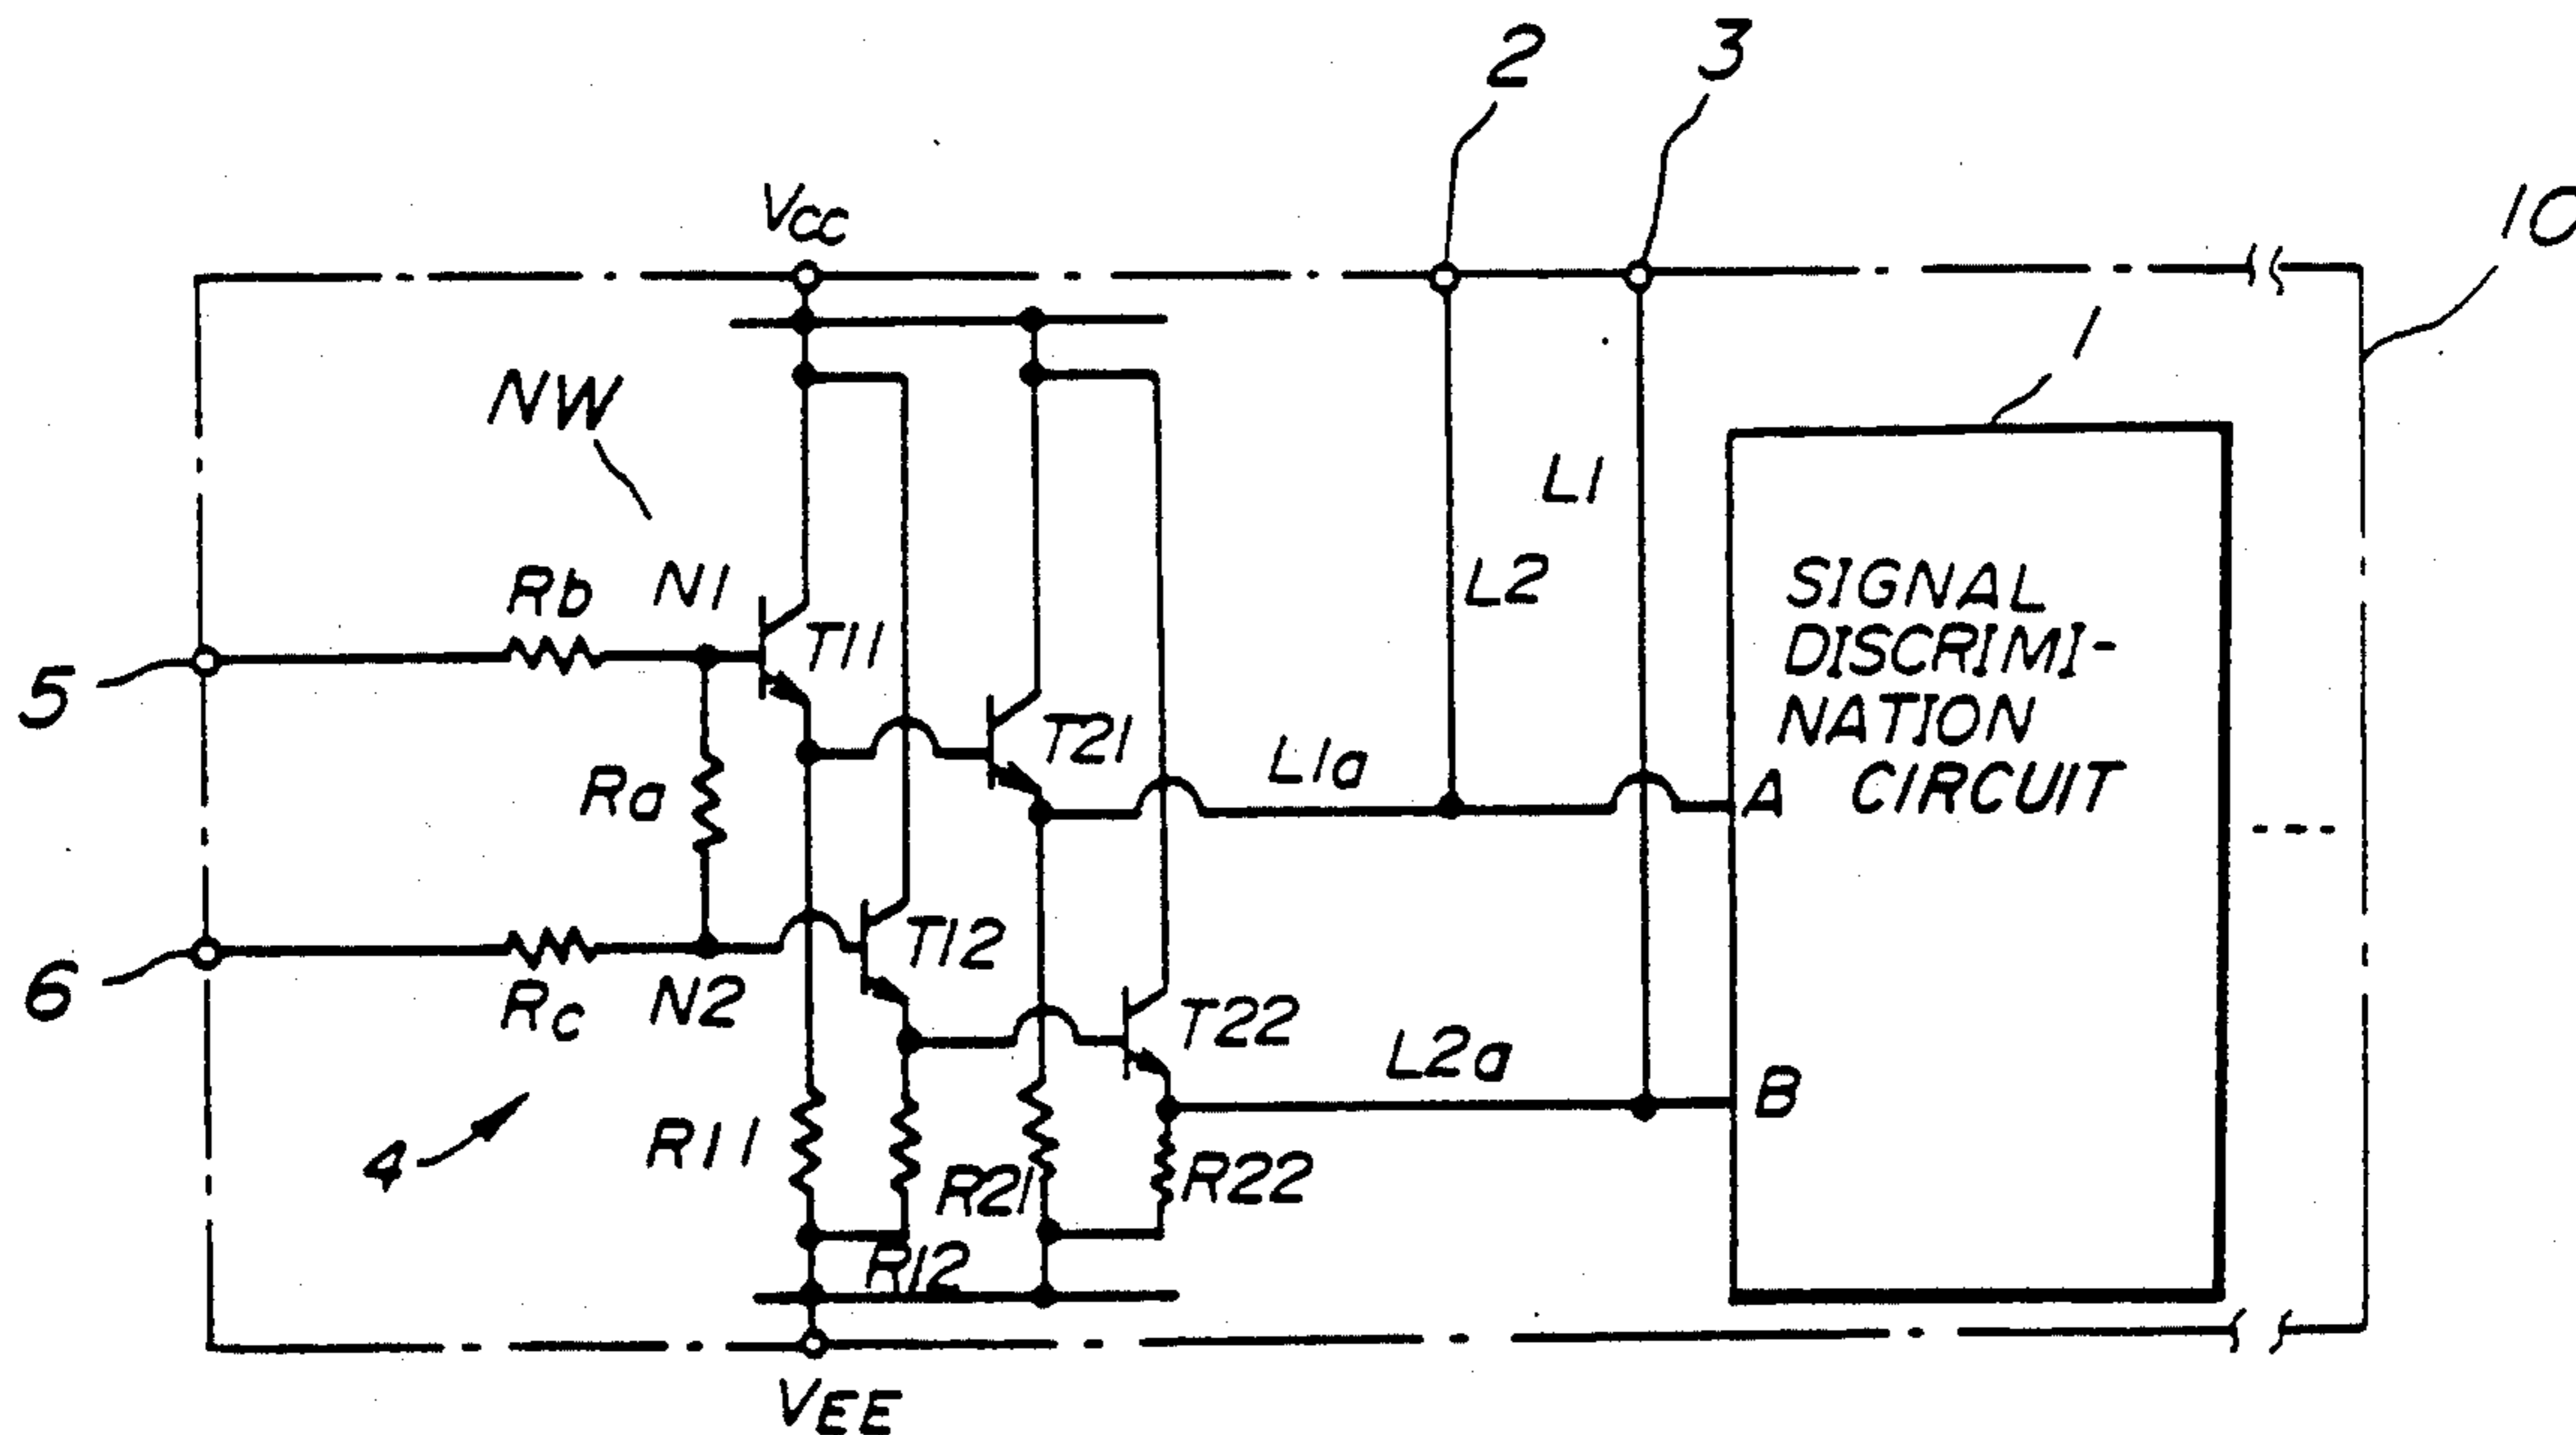 2
3
VCC
10
1
NW
L1
L2
SIGNAL
DISCRIMI-
NATION
CIRCUIT
Rb
N1
T11
5
T21
L1a
A
Ra
T12
6
Rc
N2
T22
L2a
B
4
R11
R21
R22
R12
VEE